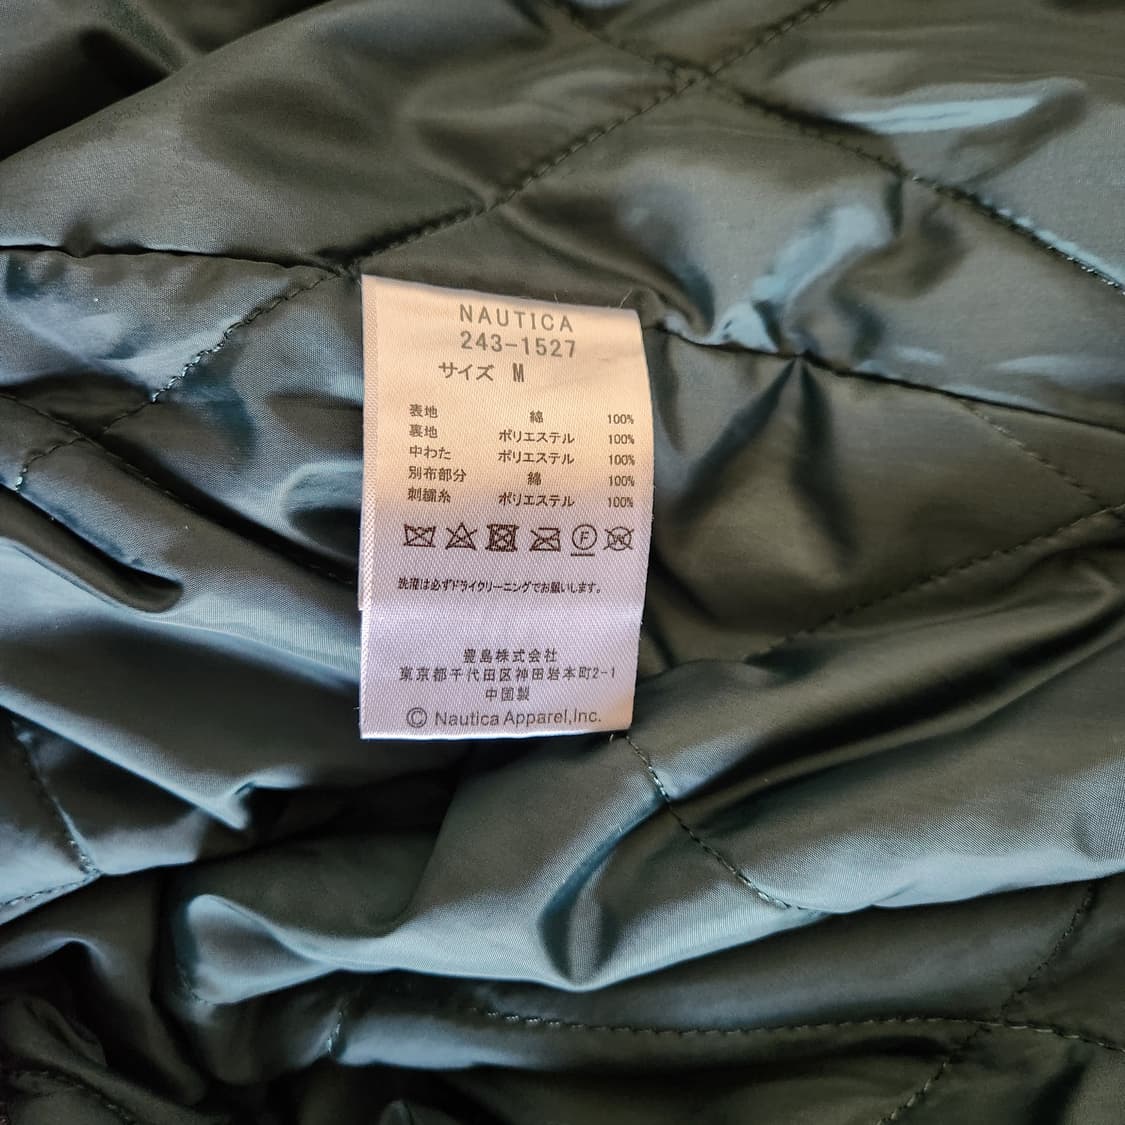 NAUTICA
243-1527
サイズ M
表地 綿 100%
裏地 ポリエステル 100%
中わた ポリエステル 100%
別布部分 綿 100%
刺繍糸 ポリエステル 100%
F
W
洗濯は必ずドライクリーニングでお願いします。
豊島株式会社
東京都千代田区神田岩本町2-1
中国製
© Nautica Apparel,Inc.